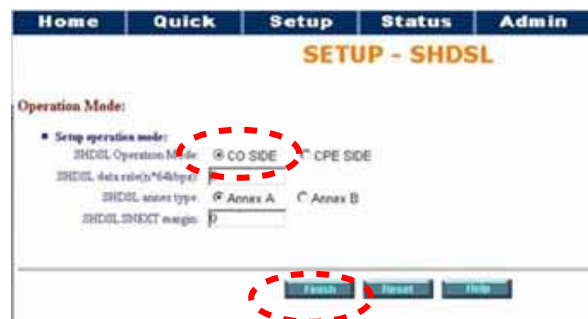 Home Quick Setup Status Admin
SETUP - SHDSL
Operation Mode:
Setup operation mode:
SHDSL Operation Mode: CO SIDE CPE SIDE
SHDSL data rate(n*64kbps):
SHDSL annex type: Annex A Annex B
SHDSL SNEXT margin: 0
Finish Reset Help